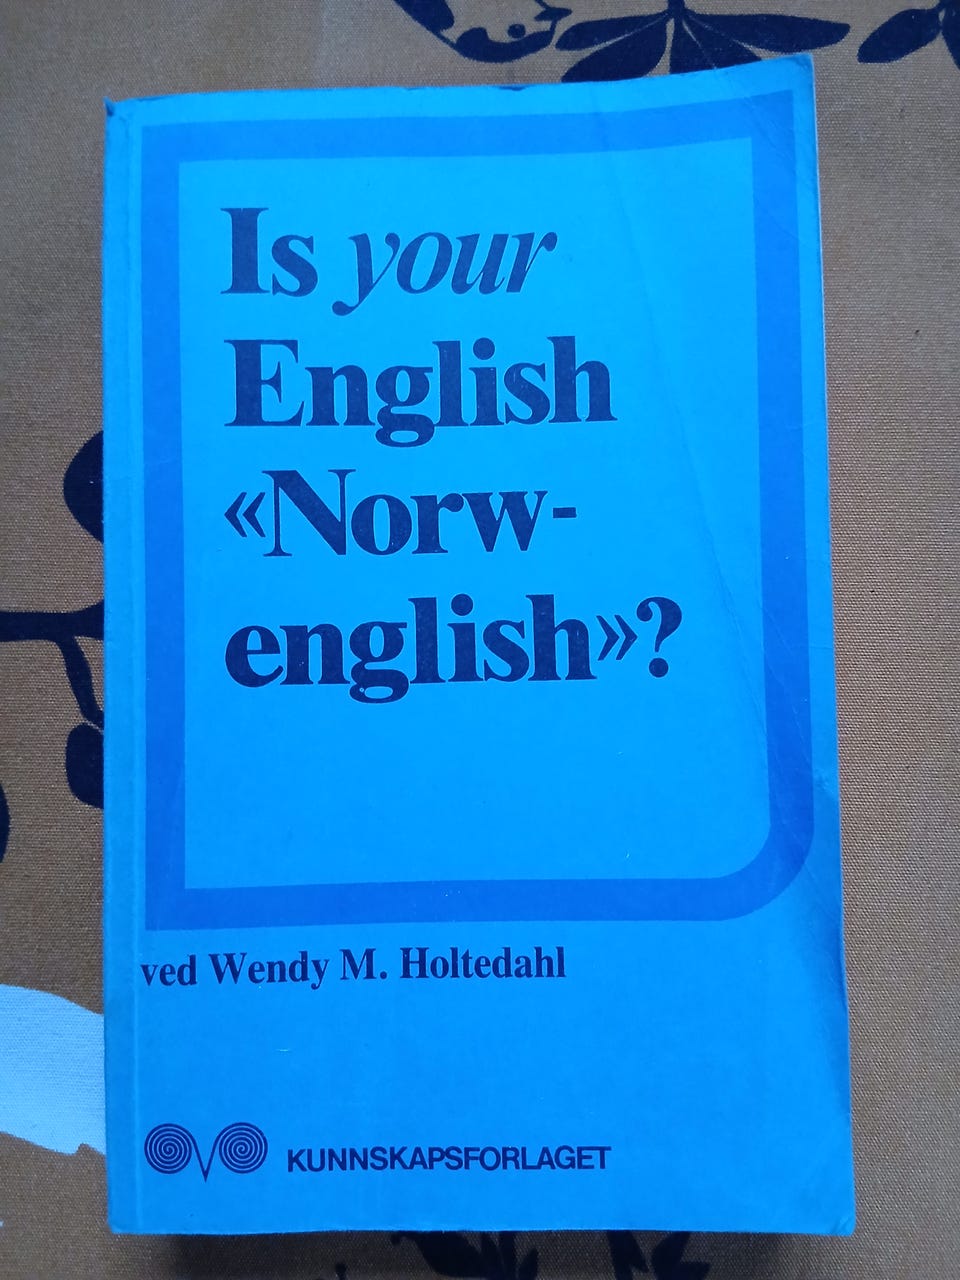 Is your
English
«Norw-
english»?
ved Wendy M. Holtedahl
KUNNSKAPSFORLAGET